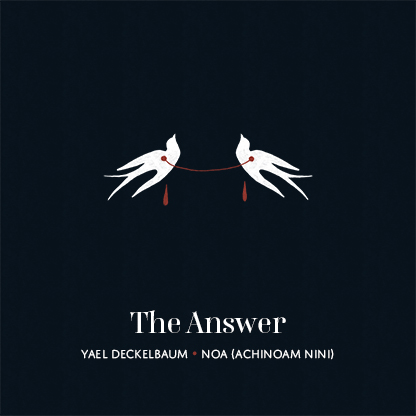 The Answer
YAEL DECKELBAUM • NOA (ACHINOAM NINI)